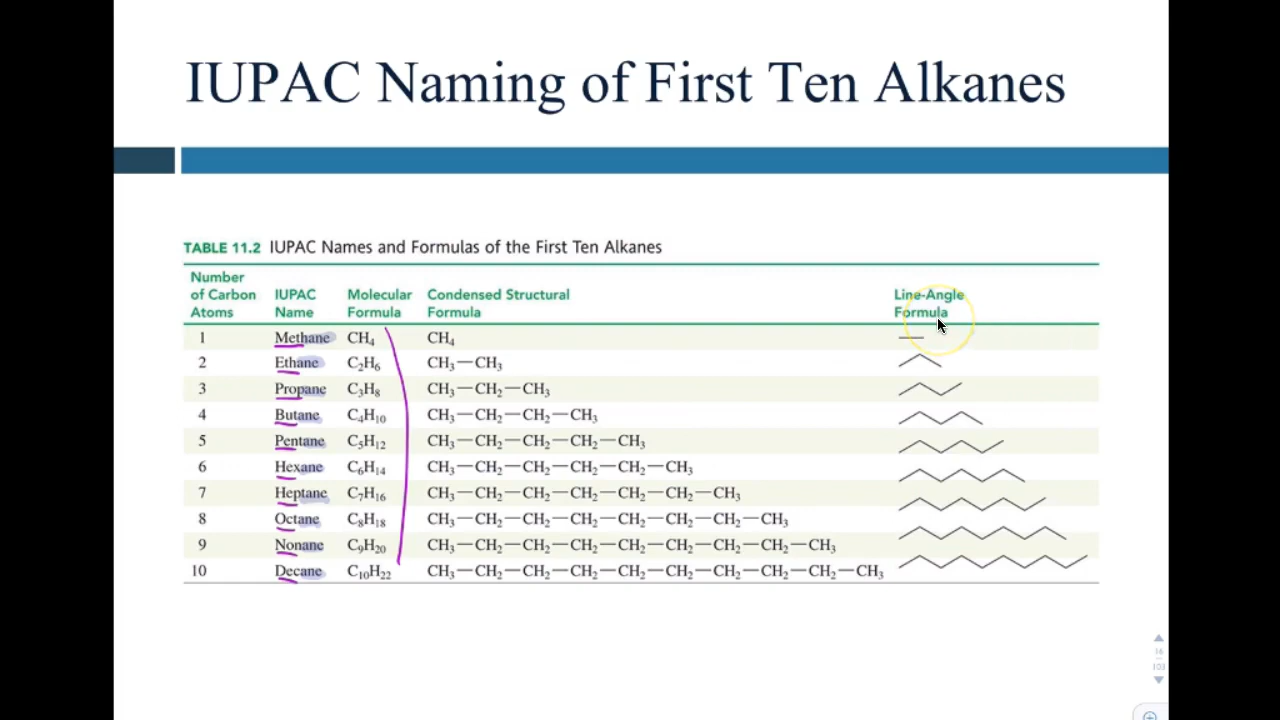 IUPAC Naming of First Ten Alkanes
TABLE 11.2 IUPAC Names and Formulas of the First Ten Alkanes
Number
of Carbon IUPAC Molecular Condensed Structural Line-Angle
Atoms Name Formula Formula Formula
1 Methane CH₄ CH₄
2 Ethane C₂H₆ CH₃—CH₃
3 Propane C₃H₈ CH₃—CH₂—CH₃
4 Butane C₄H₁₀ CH₃—CH₂—CH₂—CH₃
5 Pentane C₅H₁₂ CH₃—CH₂—CH₂—CH₂—CH₃
6 Hexane C₆H₁₄ CH₃—CH₂—CH₂—CH₂—CH₂—CH₃
7 Heptane C₇H₁₆ CH₃—CH₂—CH₂—CH₂—CH₂—CH₂—CH₃
8 Octane C₈H₁₈ CH₃—CH₂—CH₂—CH₂—CH₂—CH₂—CH₂—CH₃
9 Nonane C₉H₂₀ CH₃—CH₂—CH₂—CH₂—CH₂—CH₂—CH₂—CH₂—CH₃
10 Decane C₁₀H₂₂ CH₃—CH₂—CH₂—CH₂—CH₂—CH₂—CH₂—CH₂—CH₂—CH₃
16
103